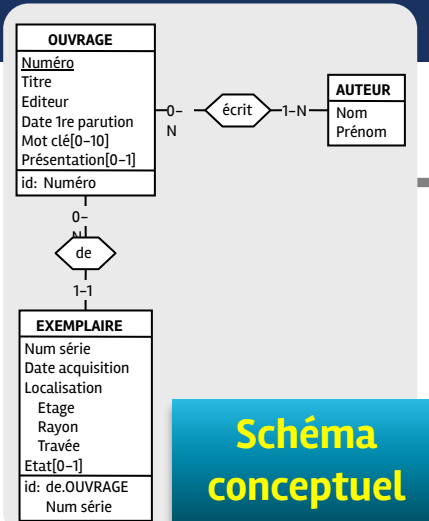 OUVRAGE
Numéro
Titre
Editeur
Date 1re parution
Mot clé[0-10]
Présentation[0-1]
id: Numéro
0-
N
écrit
1-N
AUTEUR
Nom
Prénom
0-
N
de
1-1
EXEMPLAIRE
Num série
Date acquisition
Localisation
Etage
Rayon
Travée
Etat[0-1]
id: de.OUVRAGE
Num série
Schéma
conceptuel